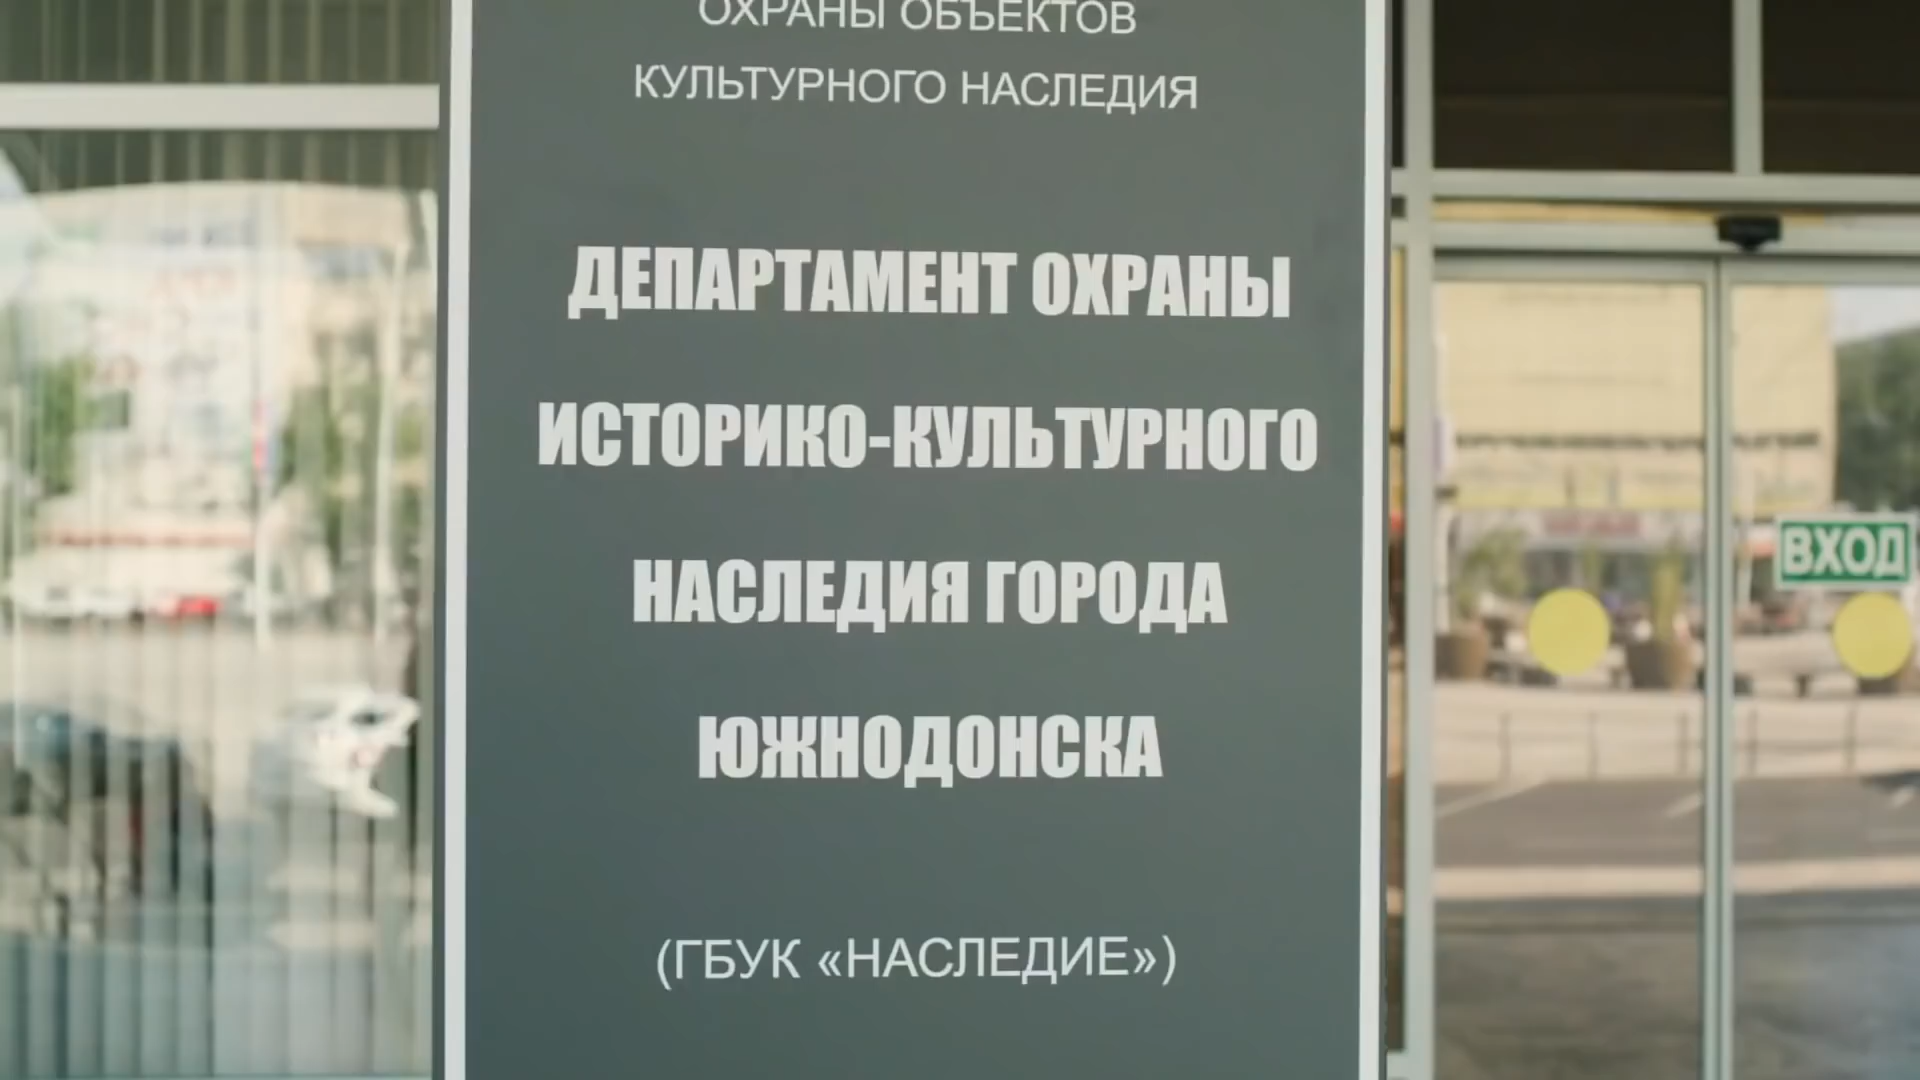 ОХРАНЫ ОБЪЕКТОВ
КУЛЬТУРНОГО НАСЛЕДИЯ
ДЕПАРТАМЕНТ ОХРАНЫ
ИСТОРИКО-КУЛЬТУРНОГО
НАСЛЕДИЯ ГОРОДА
ЮЖНОДОНСКА
(ГБУК «НАСЛЕДИЕ»)
ВХОД